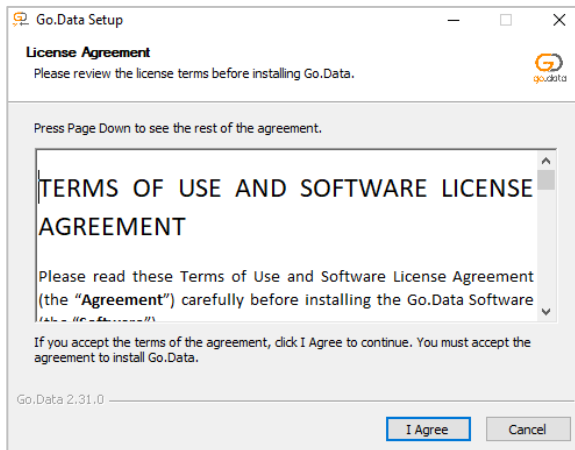 Go.Data Setup
License Agreement
Please review the license terms before installing Go.Data.
go.data
Press Page Down to see the rest of the agreement.
TERMS OF USE AND SOFTWARE LICENSE
AGREEMENT
Please read these Terms of Use and Software License Agreement
(the “Agreement”) carefully before installing the Go.Data Software
(the “Software”)
If you accept the terms of the agreement, click I Agree to continue. You must accept the
agreement to install Go.Data.
Go.Data 2.31.0
I Agree
Cancel